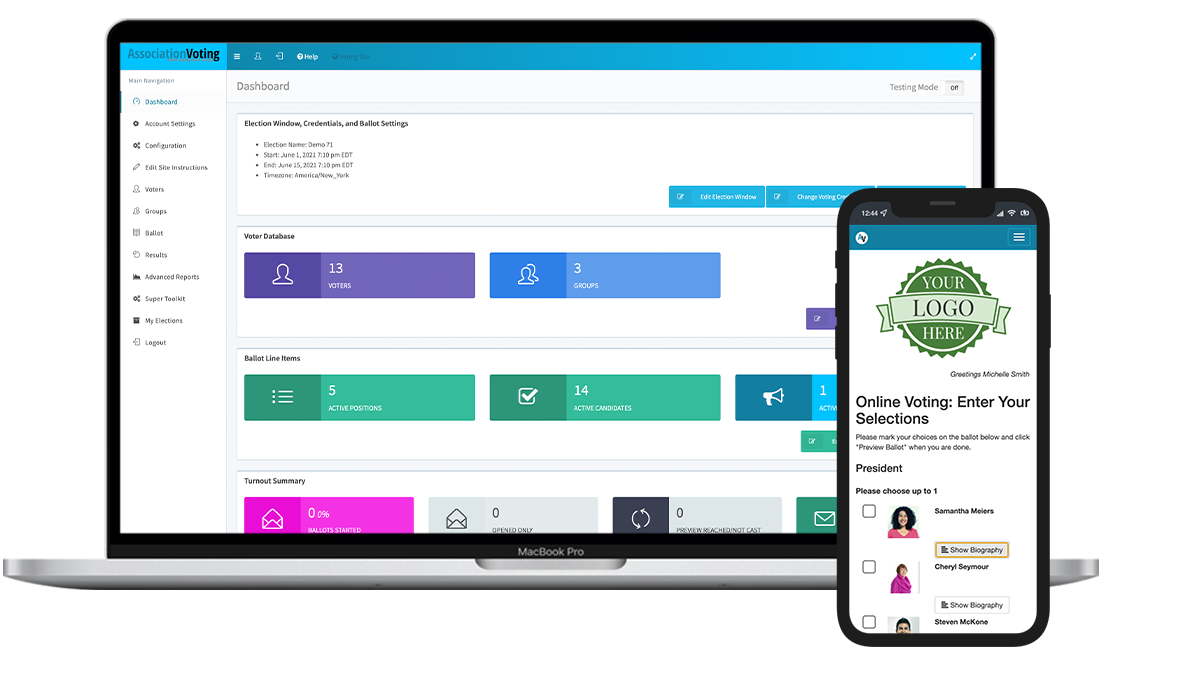 AssociationVoting
Help
Voting Site
Main Navigation
Dashboard
Account Settings
Configuration
Edit Site Instructions
Voters
Groups
Ballot
Results
Advanced Reports
Super Toolkit
My Elections
Logout
Dashboard
Testing Mode Off
Election Window, Credentials, and Ballot Settings
Election Name: Demo 71
Start: June 1, 2021 7:10 pm EDT
End: June 15, 2021 7:10 pm EDT
Timezone: America/New_York
Edit Election Window
Change Voting Cre
Voter Database
13
VOTERS
3
GROUPS
Ballot Line Items
5
ACTIVE POSITIONS
14
ACTIVE CANDIDATES
1
ACTIV
Turnout Summary
0 0%
BALLOTS STARTED
0
OPENED ONLY
0
PREVIEW REACHED/NOT CAST
MacBook Pro
12:44
YOUR
LOGO
HERE
Greetings Michelle Smith
Online Voting: Enter Your
Selections
Please mark your choices on the ballot below and click
"Preview Ballot" when you are done.
President
Please choose up to 1
Samantha Meiers
Show Biography
Cheryl Seymour
Show Biography
Steven McKone